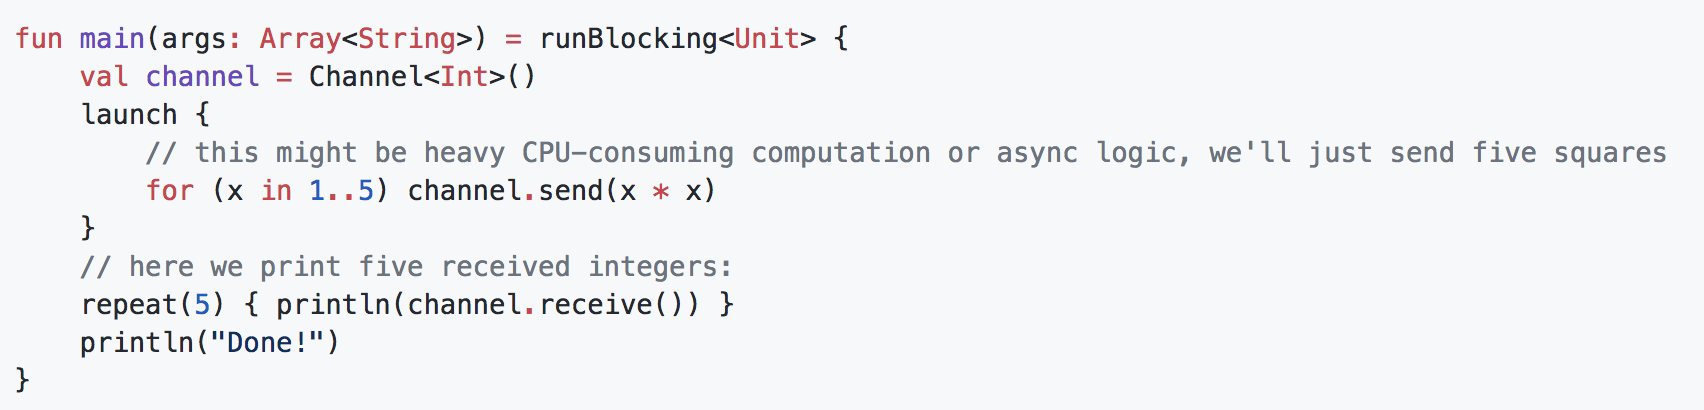 fun main(args: Array<String>) = runBlocking<Unit> {
    val channel = Channel<Int>()
    launch {
        // this might be heavy CPU-consuming computation or async logic, we'll just send five squares
        for (x in 1..5) channel.send(x * x)
    }
    // here we print five received integers:
    repeat(5) { println(channel.receive()) }
    println("Done!")
}